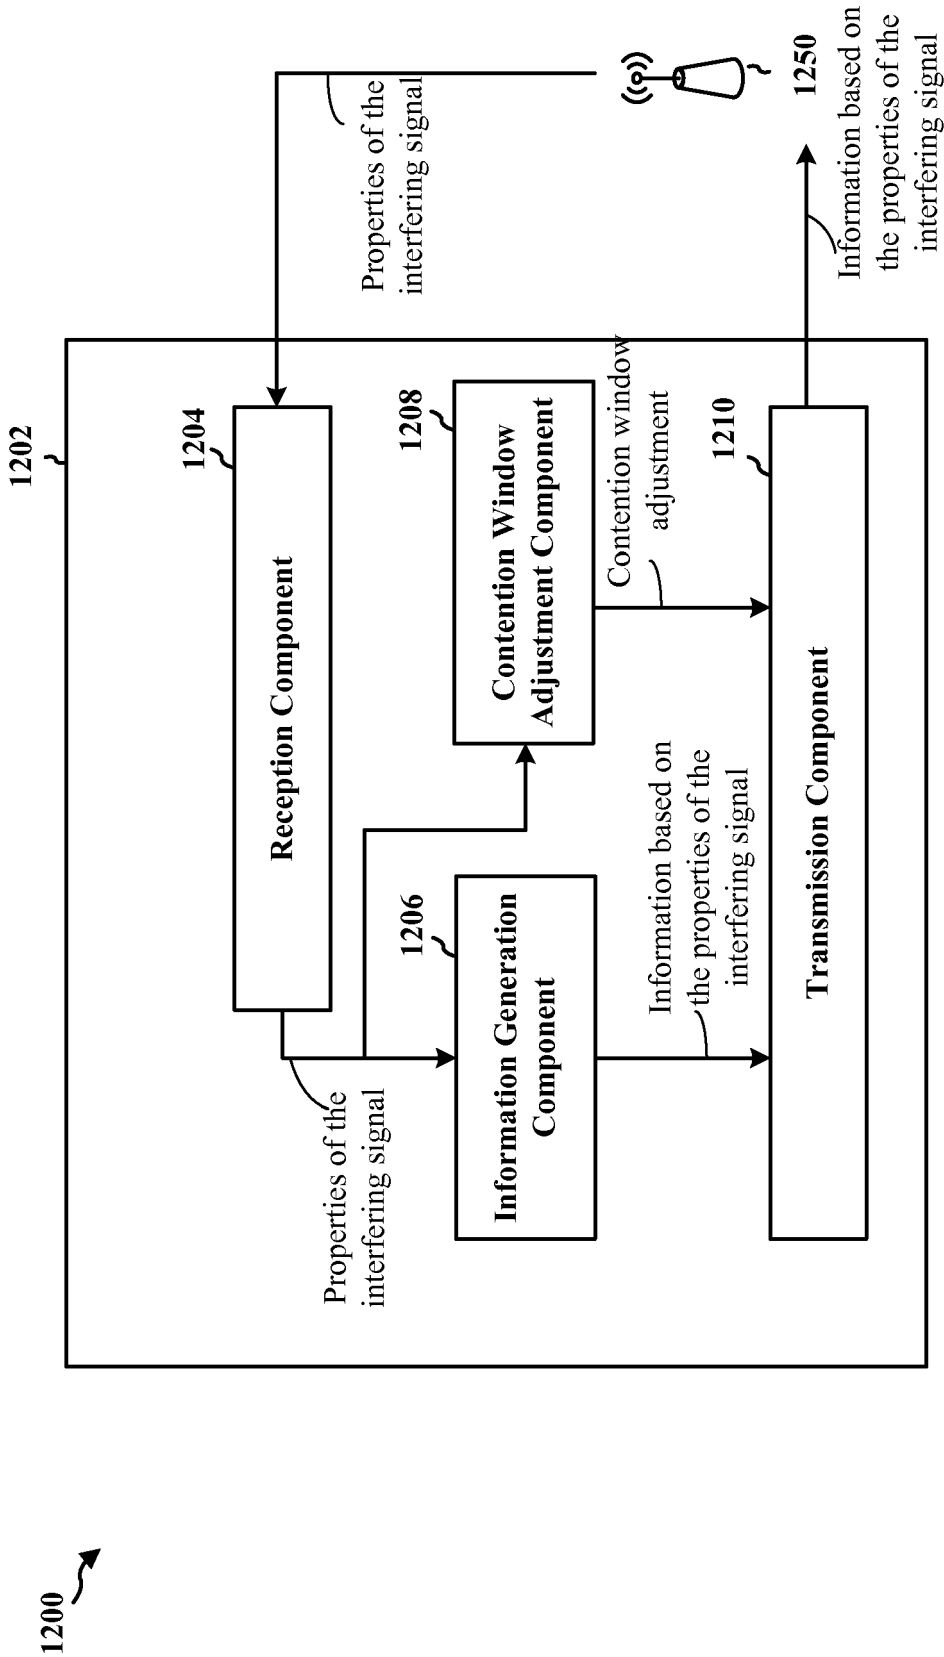 1200
1202
1204
Reception Component
Properties of the
interfering signal
Properties of the
interfering signal
1206
Information Generation
Component
1208
Contention Window
Adjustment Component
Information based on
the properties of the
interfering signal
Contention window
adjustment
1210
Transmission Component
1250
Information based on
the properties of the
interfering signal